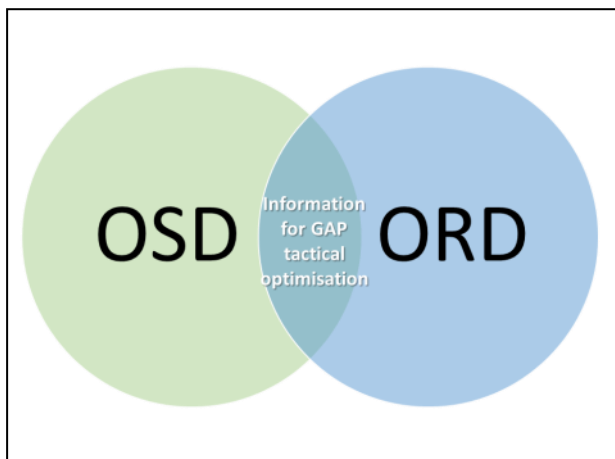 OSD
Information
for GAP
tactical
optimisation
ORD